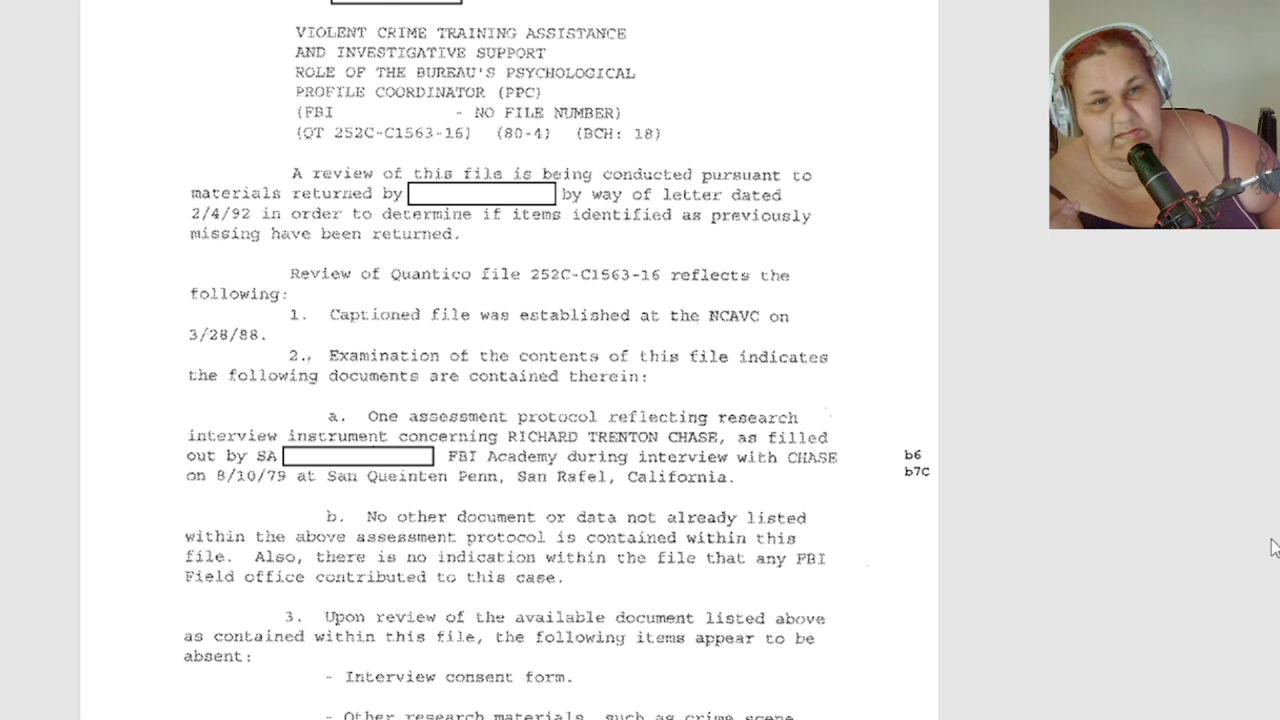 VIOLENT CRIME TRAINING ASSISTANCE
AND INVESTIGATIVE SUPPORT
ROLE OF THE BUREAU'S PSYCHOLOGICAL
PROFILE COORDINATOR (PPC)
(FBI - NO FILE NUMBER)
(QT 252C-C1563-16) (80-4) (BCH: 18)
A review of this file is being conducted pursuant to
materials returned by by way of letter dated
2/4/92 in order to determine if items identified as previously
missing have been returned.
Review of Quantico file 252C-C1563-16 reflects the
following:
1. Captioned file was established at the NCAVC on
3/28/88.
2., Examination of the contents of this file indicates
the following documents are contained therein:
a. One assessment protocol reflecting research
interview instrument concerning RICHARD TRENTON CHASE, as filled
out by SA FBI Academy during interview with CHASE
on 8/10/79 at San Queinten Penn, San Rafel, California.
b6
b7C
b. No other document or data not already listed
within the above assessment protocol is contained within this
file. Also, there is no indication within the file that any FBI
Field office contributed to this case.
3. Upon review of the available document listed above
as contained within this file, the following items appear to be
absent:
- Interview consent form.
- Other research materials, such as crime scene